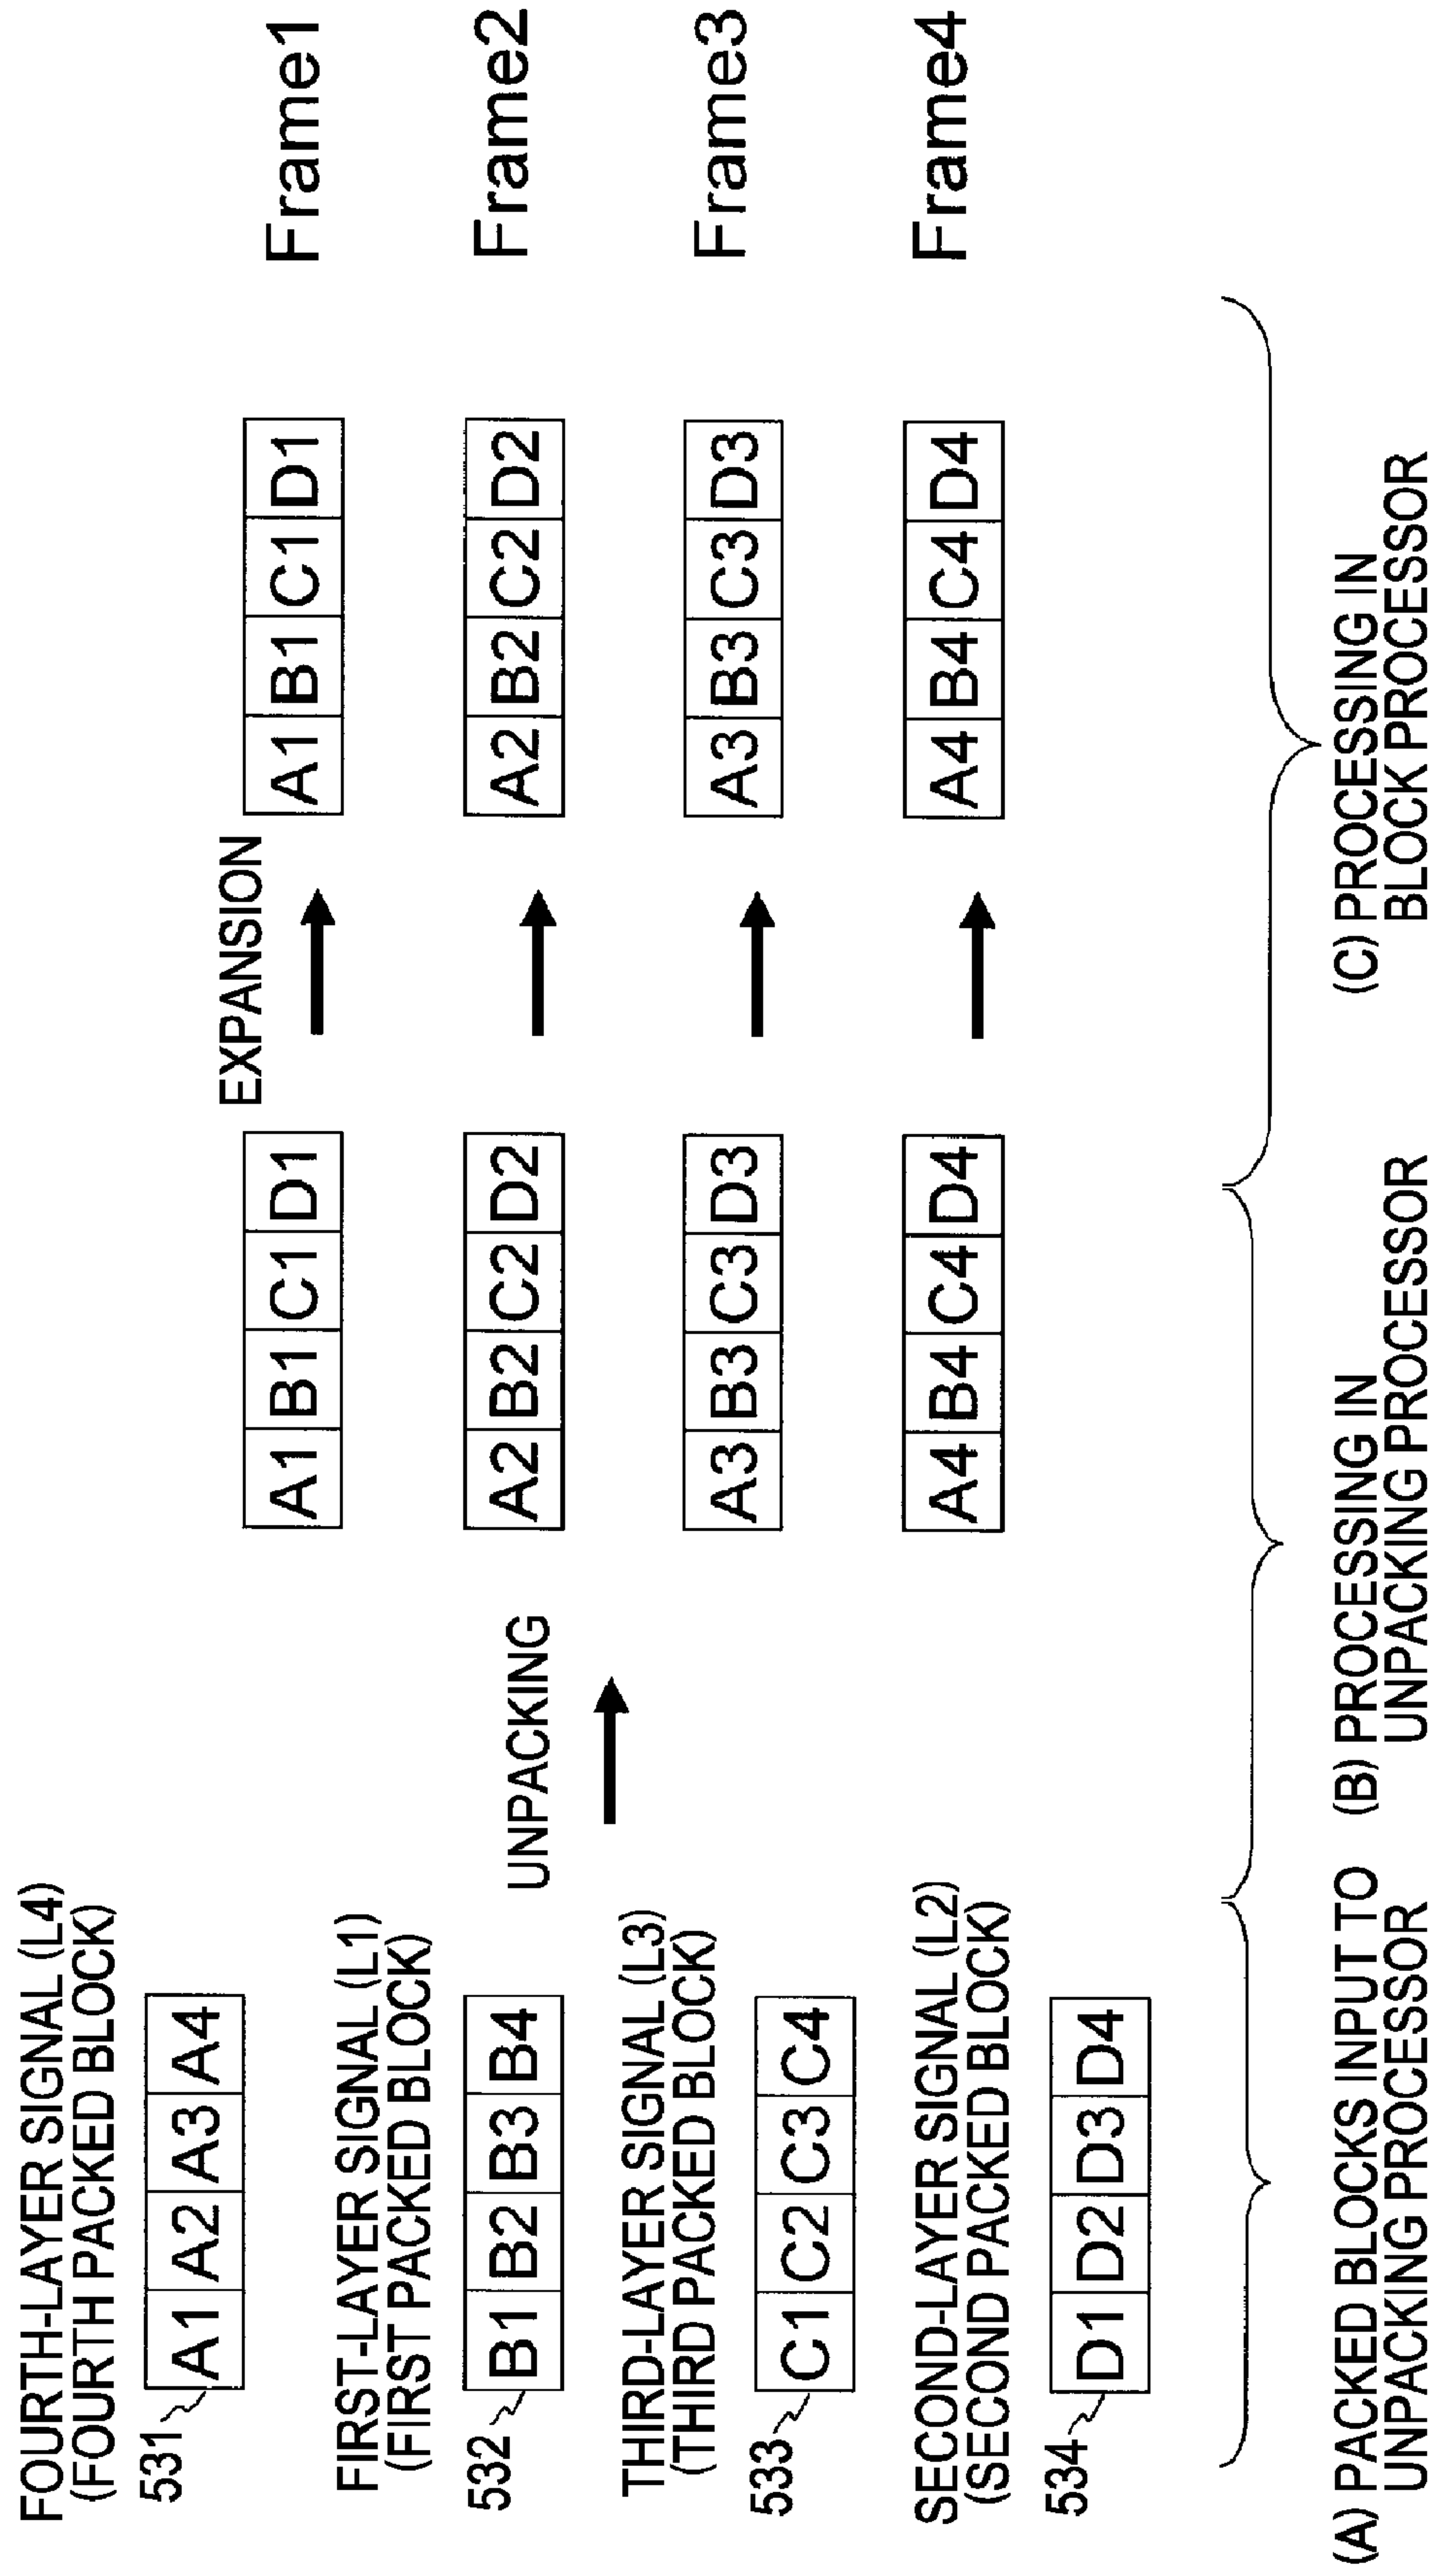 FOURTH-LAYER SIGNAL (L4)
(FOURTH PACKED BLOCK)
531
A1 A2 A3 A4
FIRST-LAYER SIGNAL (L1)
(FIRST PACKED BLOCK)
532
B1 B2 B3 B4
THIRD-LAYER SIGNAL (L3)
(THIRD PACKED BLOCK)
533
C1 C2 C3 C4
SECOND-LAYER SIGNAL (L2)
(SECOND PACKED BLOCK)
534
D1 D2 D3 D4
(A) PACKED BLOCKS INPUT TO
UNPACKING PROCESSOR
UNPACKING
A1 B1 C1 D1
A2 B2 C2 D2
A3 B3 C3 D3
A4 B4 C4 D4
(B) PROCESSING IN
UNPACKING PROCESSOR
EXPANSION
A1 B1 C1 D1
Frame1
A2 B2 C2 D2
Frame2
A3 B3 C3 D3
Frame3
A4 B4 C4 D4
Frame4
(C) PROCESSING IN
BLOCK PROCESSOR